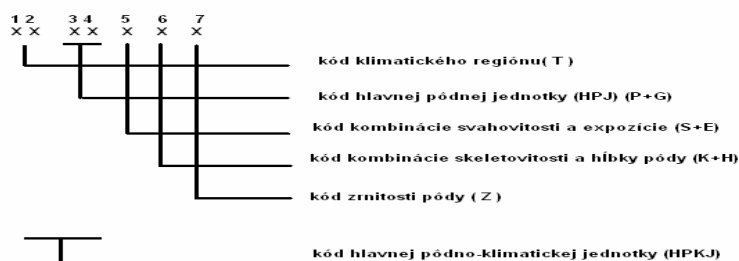 1 2 3 4 5 6 7
X X X X X X X
kód klimatického regiónu( T )
kód hlavnej pôdnej jednotky (HPJ) (P+G)
kód kombinácie svahovitosti a expozície (S+E)
kód kombinácie skeletovitosti a hĺbky pôdy (K+H)
kód zrnitosti pôdy ( Z )
kód hlavnej pôdno-klimatickej jednotky (HPKJ)